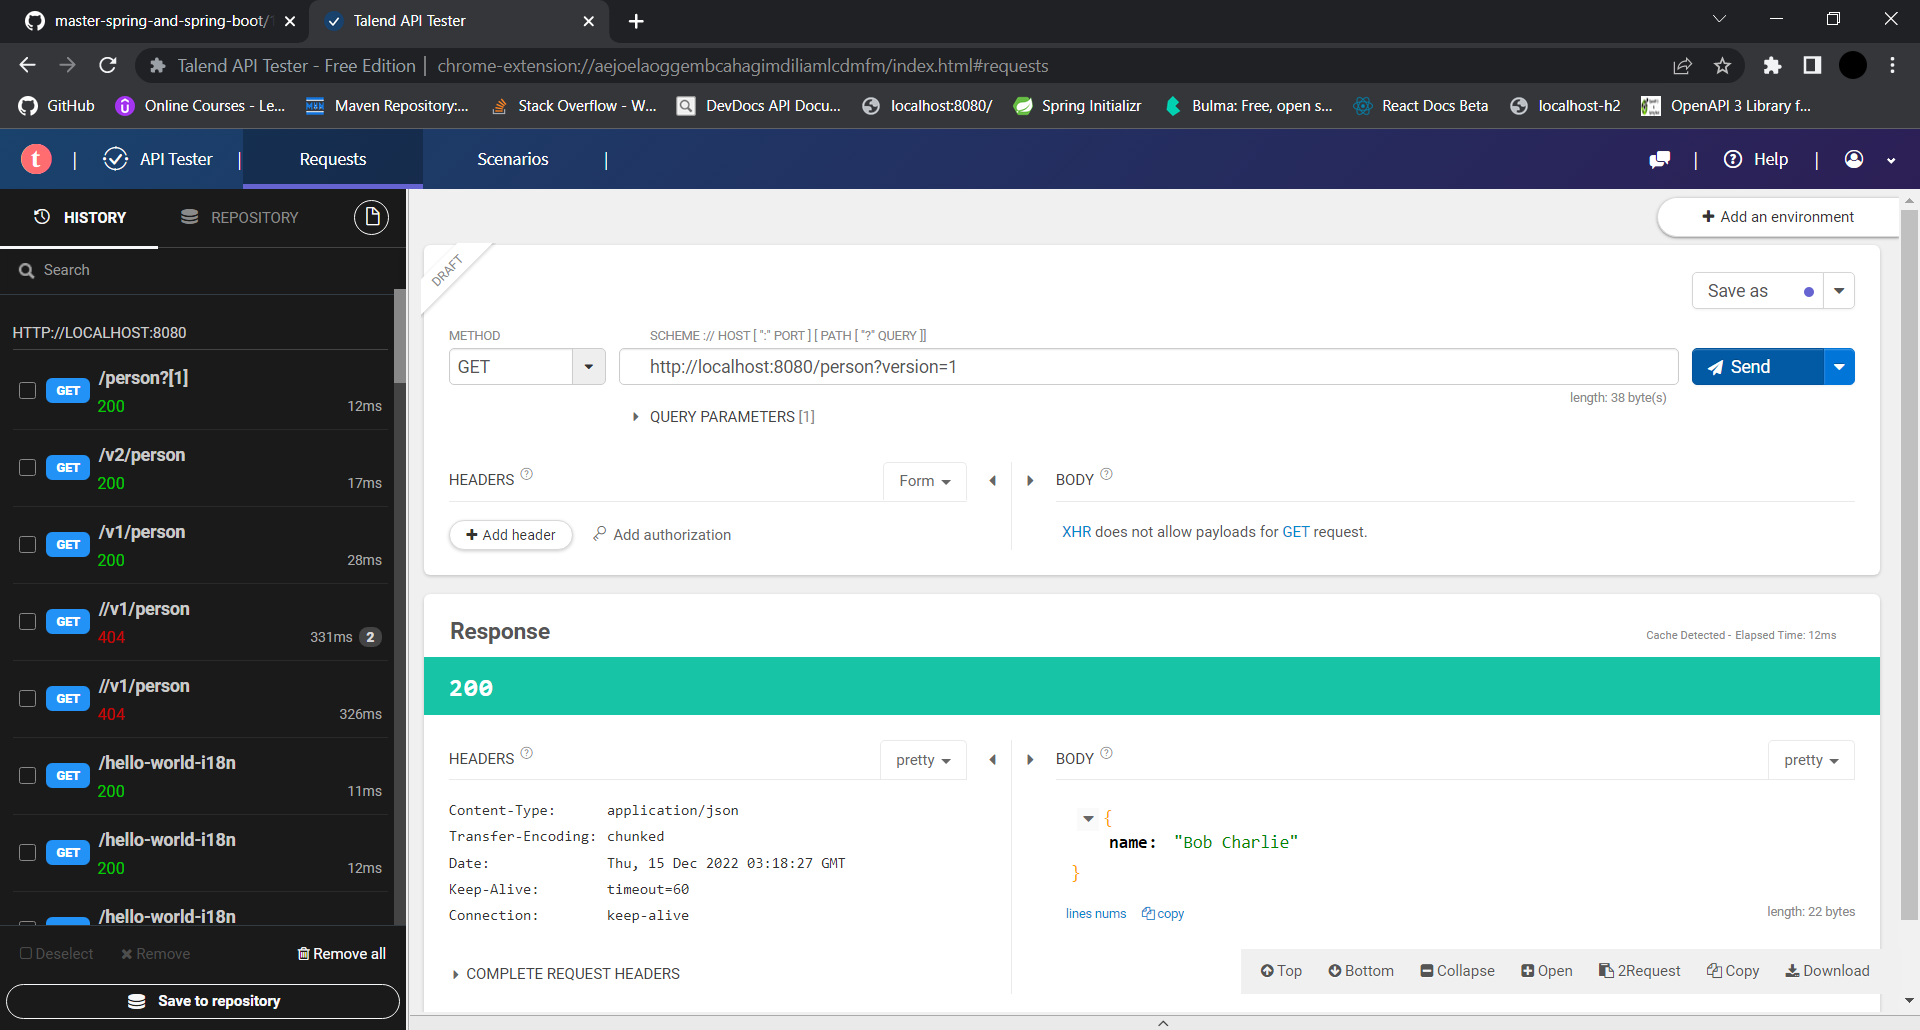 master-spring-and-spring-boot/
Talend API Tester
Talend API Tester - Free Edition | chrome-extension://aejoelaoggembcahagimdiliamlcdmfm/index.html#requests
GitHub
Online Courses - Le...
Maven Repository:...
Stack Overflow - W...
DevDocs API Docu...
localhost:8080/
Spring Initializr
Bulma: Free, open s...
React Docs Beta
localhost-h2
OpenAPI 3 Library f...
t | API Tester | Requests Scenarios |
| Help |
HISTORY REPOSITORY
Search
HTTP://LOCALHOST:8080
GET /person?[1]
200 12ms
GET /v2/person
200 17ms
GET /v1/person
200 28ms
GET //v1/person
404 331ms 2
GET //v1/person
404 326ms
GET /hello-world-i18n
200 11ms
GET /hello-world-i18n
200 12ms
/hello-world-i18n
Deselect Remove Remove all
Save to repository
+ Add an environment
DRAFT
Save as
METHOD SCHEME :// HOST [ ":" PORT ] [ PATH [ "?" QUERY ]]
GET http://localhost:8080/person?version=1 Send
length: 38 byte(s)
QUERY PARAMETERS [1]
HEADERS ? Form BODY ?
+ Add header Add authorization
XHR does not allow payloads for GET request.
Response
Cache Detected - Elapsed Time: 12ms
200
HEADERS ? pretty BODY ? pretty
Content-Type: application/json
Transfer-Encoding: chunked
Date: Thu, 15 Dec 2022 03:18:27 GMT
Keep-Alive: timeout=60
Connection: keep-alive
{
name: "Bob Charlie"
}
lines nums copy length: 22 bytes
COMPLETE REQUEST HEADERS
Top Bottom Collapse Open 2Request Copy Download